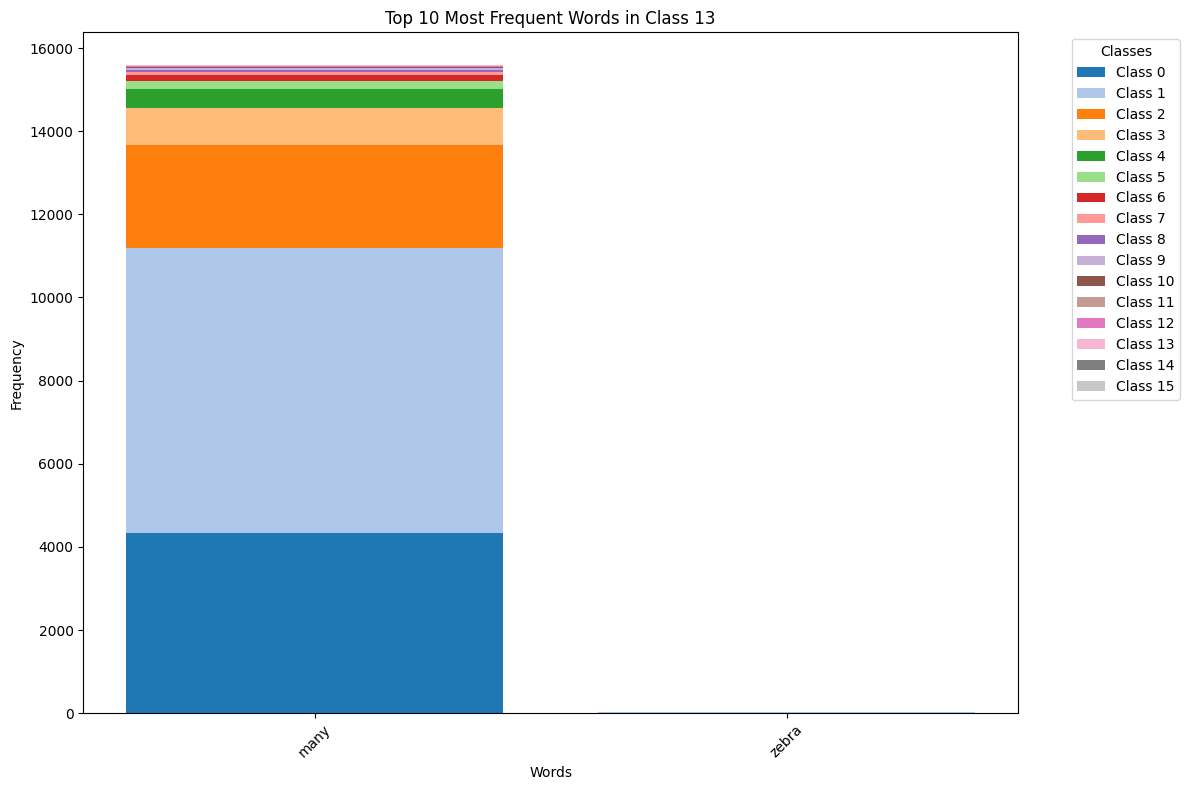 Top 10 Most Frequent Words in Class 13
16000
14000
12000
10000
8000
6000
4000
2000
0
Frequency
many
zebra
Words
Classes
Class 0
Class 1
Class 2
Class 3
Class 4
Class 5
Class 6
Class 7
Class 8
Class 9
Class 10
Class 11
Class 12
Class 13
Class 14
Class 15